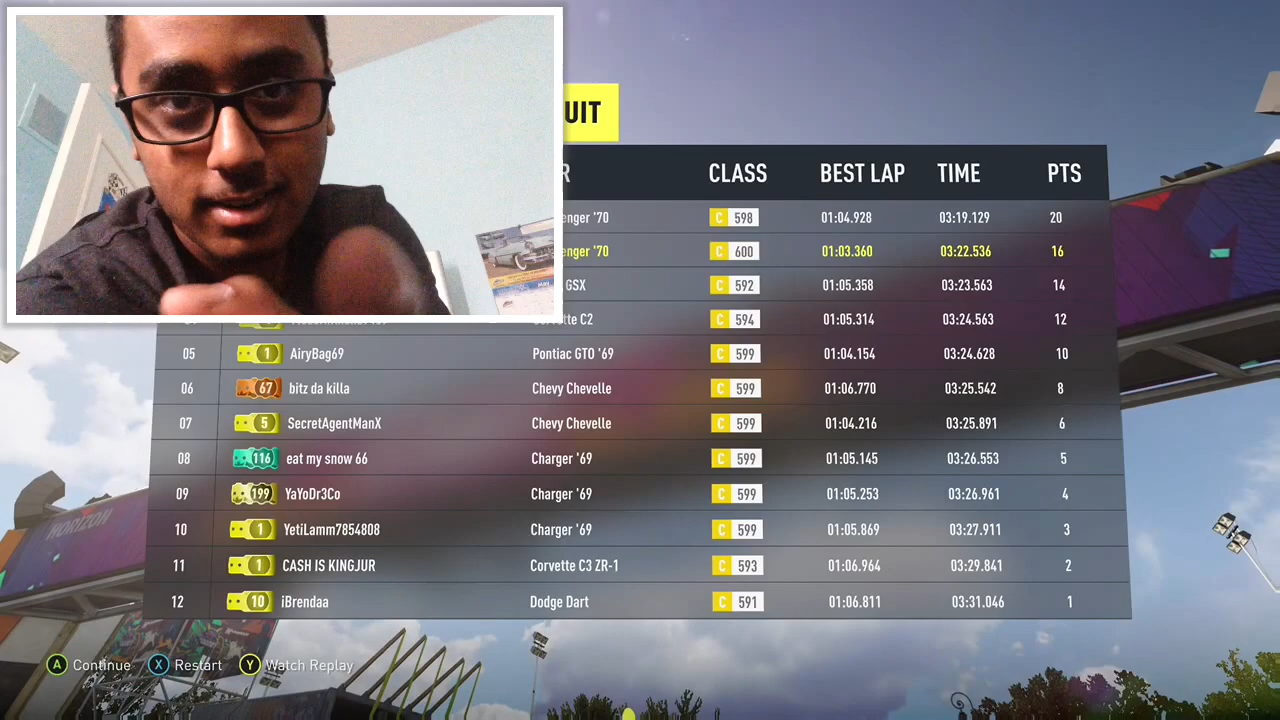 UIT
R CLASS BEST LAP TIME PTS
enger '70 C 598 01:04.928 03:19.129 20
enger '70 C 600 01:03.360 03:22.536 16
GSX C 592 01:05.358 03:23.563 14
C2 C 594 01:05.314 03:24.563 12
05 1 AiryBag69 Pontiac GTO '69 C 599 01:04.154 03:24.628 10
06 67 bitz da killa Chevy Chevelle C 599 01:06.770 03:25.542 8
07 5 SecretAgentManX Chevy Chevelle C 599 01:04.216 03:25.891 6
08 116 eat my snow 66 Charger '69 C 599 01:05.145 03:26.553 5
09 199 YaYoDr3Co Charger '69 C 599 01:05.253 03:26.961 4
10 1 YetiLamm7854808 Charger '69 C 599 01:05.869 03:27.911 3
11 1 CASH IS KINGJUR Corvette C3 ZR-1 C 593 01:06.964 03:29.841 2
12 10 iBrendaa Dodge Dart C 591 01:06.811 03:31.046 1
HORIZON
A Continue X Restart Y Watch Replay